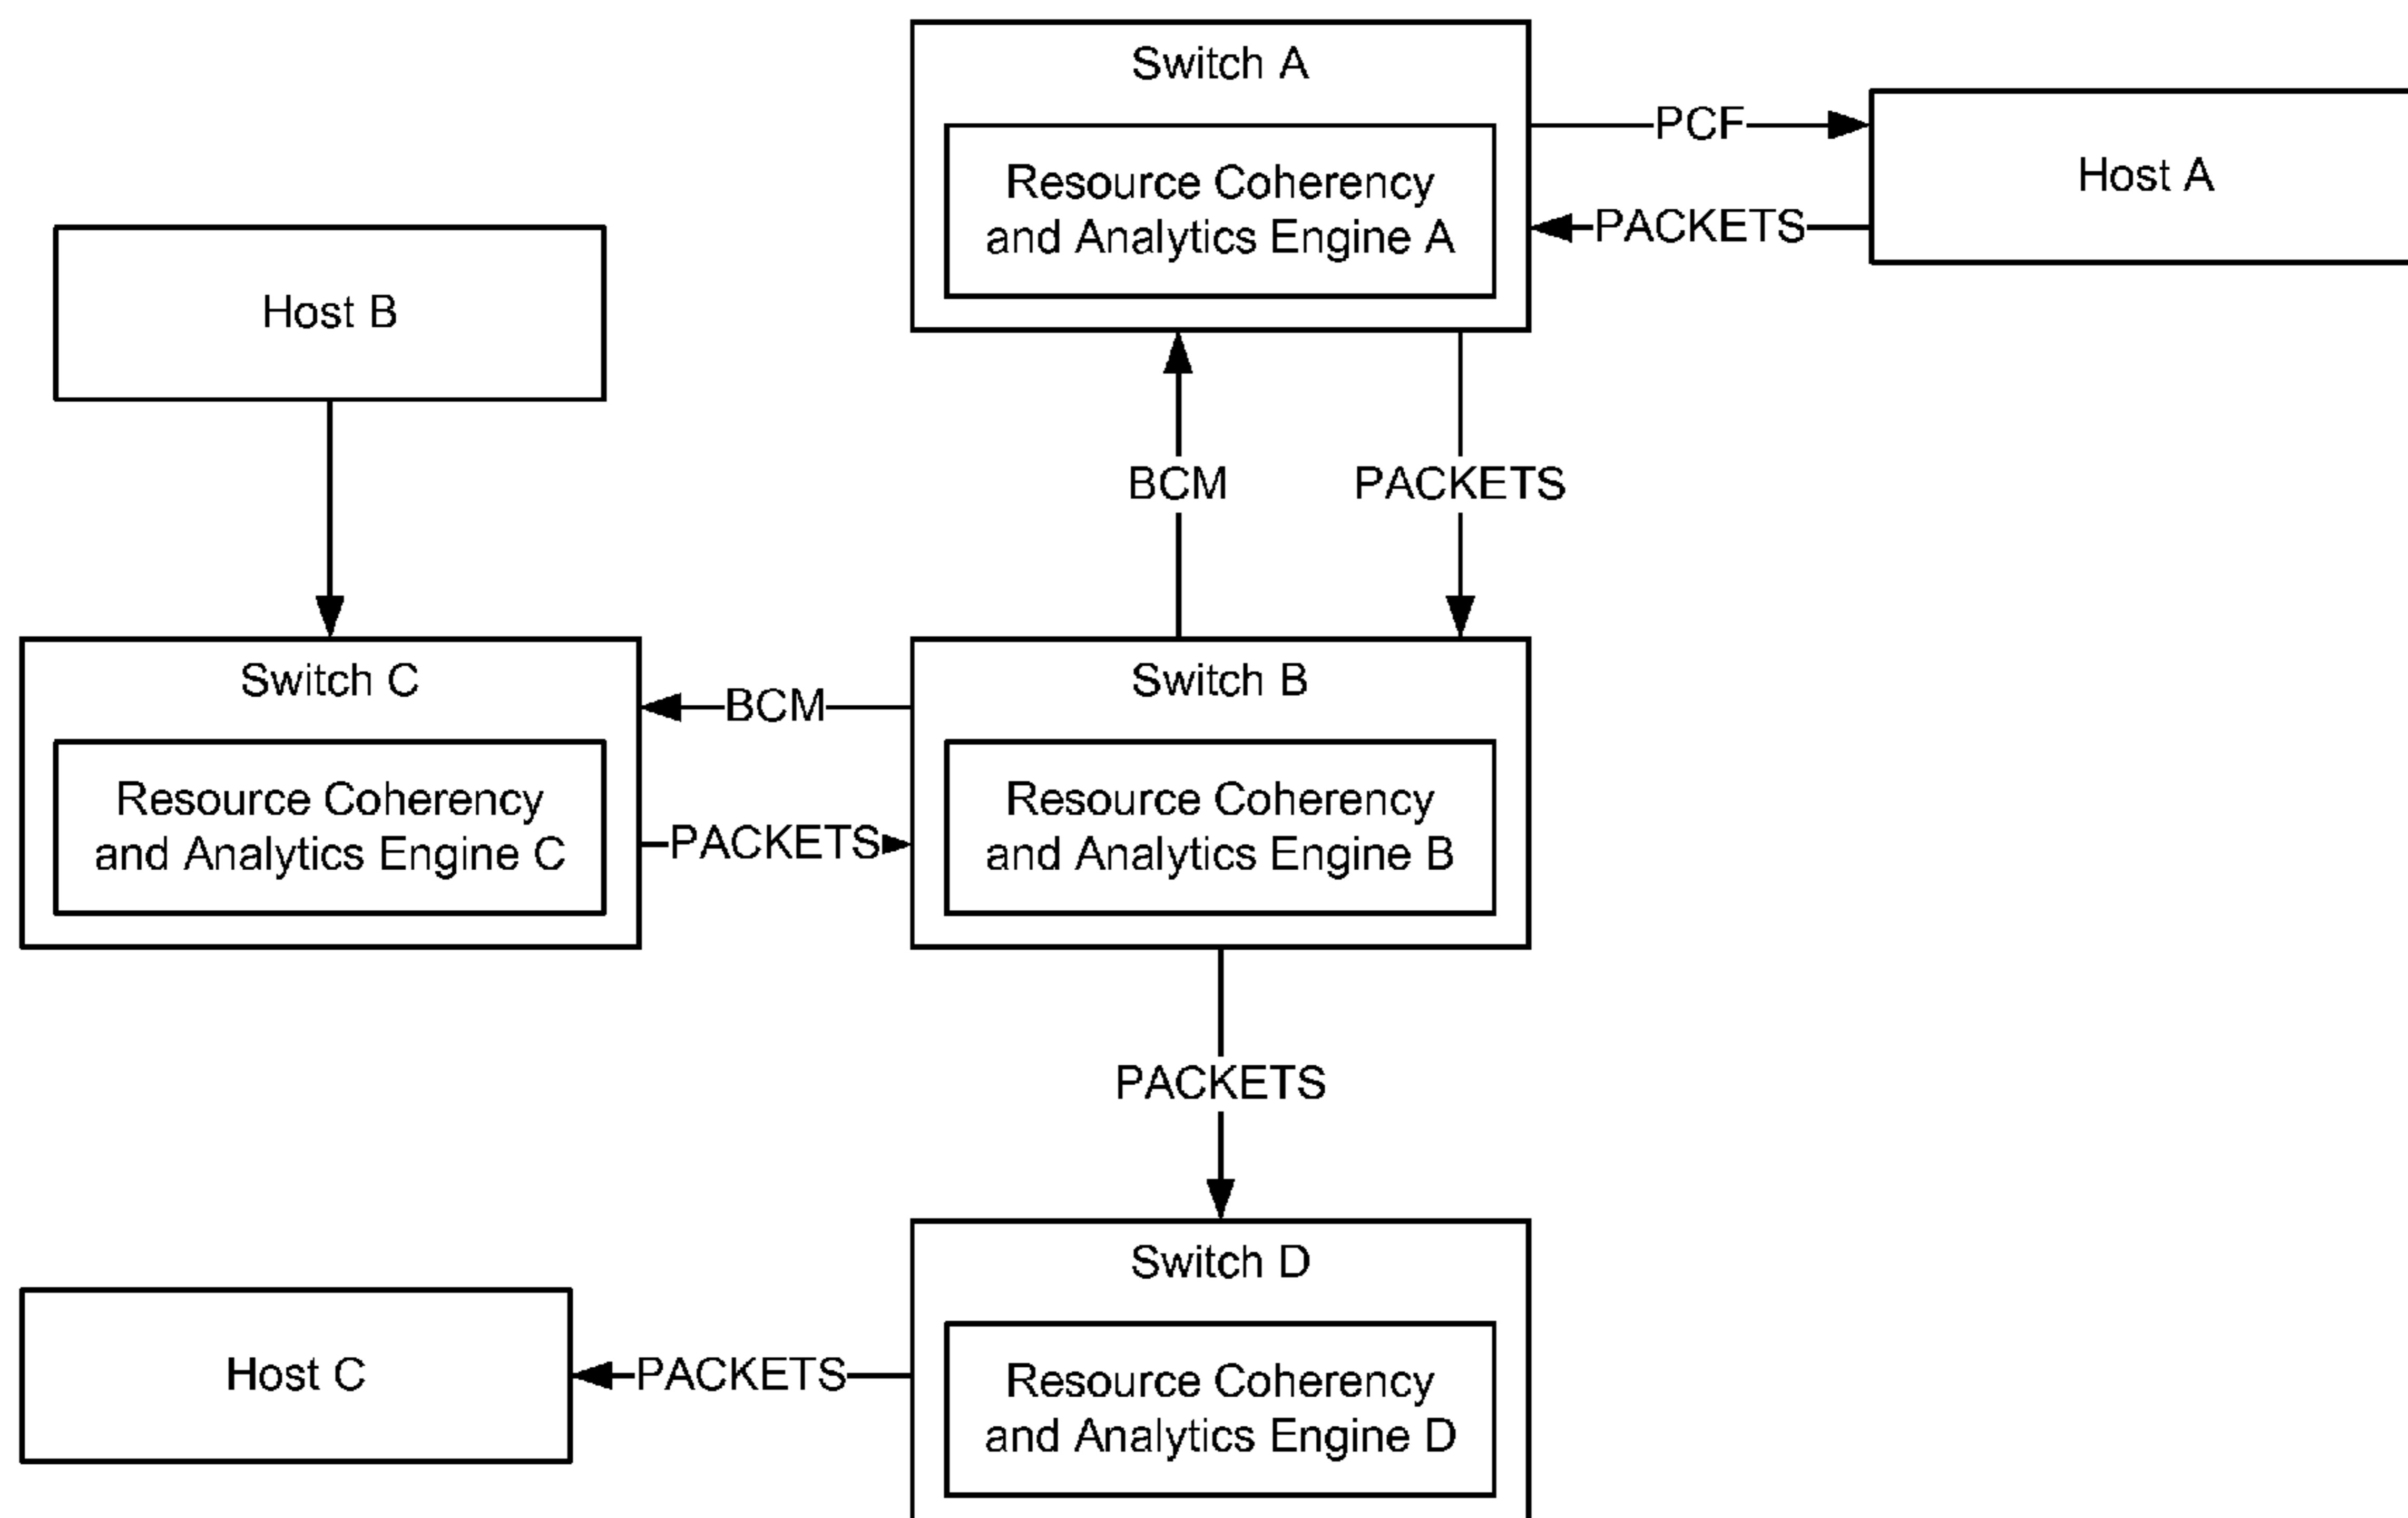 Switch A
PCF
Resource Coherency
and Analytics Engine A
Host A
PACKETS
Host B
BCM
PACKETS
Switch C
BCM
Switch B
Resource Coherency
and Analytics Engine C
PACKETS
Resource Coherency
and Analytics Engine B
PACKETS
Switch D
Host C
PACKETS
Resource Coherency
and Analytics Engine D